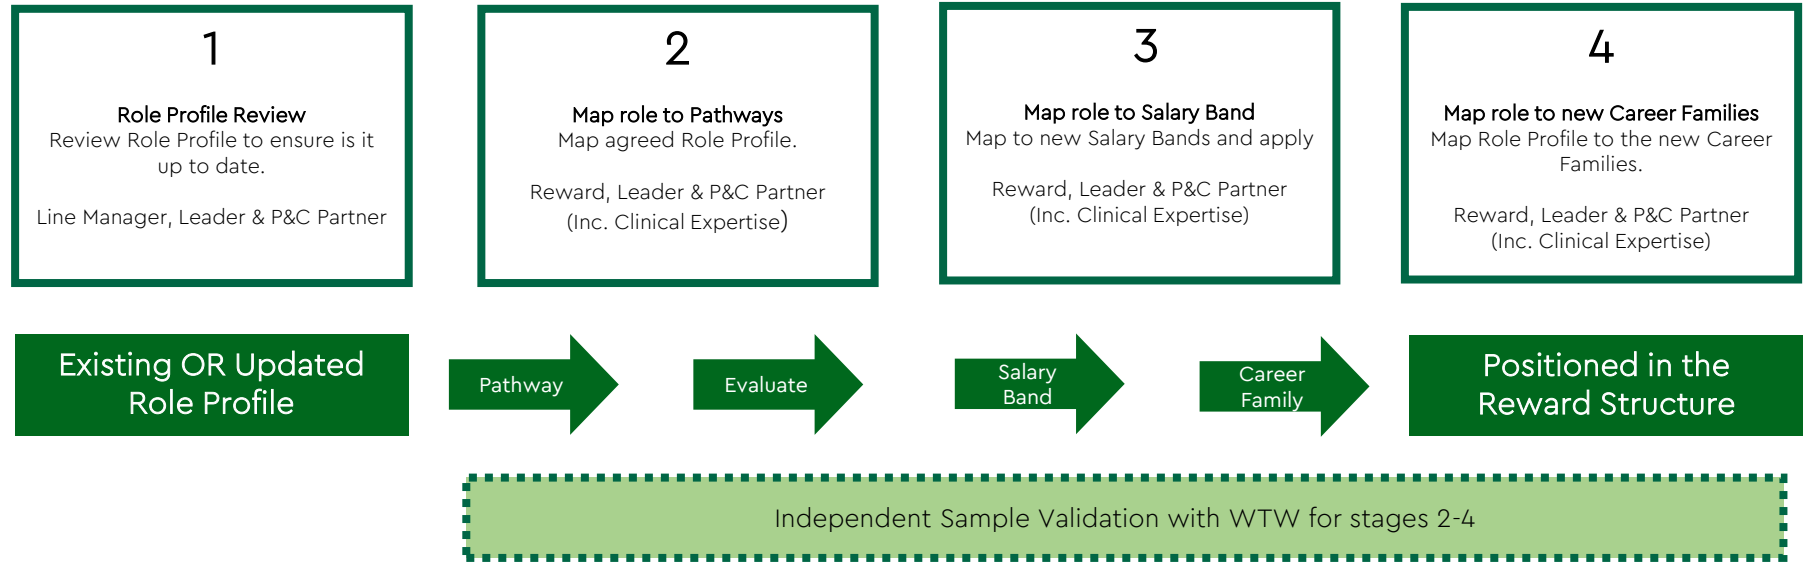 1
Role Profile Review
Review Role Profile to ensure is it
up to date.
Line Manager, Leader & P&C Partner
2
Map role to Pathways
Map agreed Role Profile.
Reward, Leader & P&C Partner
(Inc. Clinical Expertise)
3
Map role to Salary Band
Map to new Salary Bands and apply
Reward, Leader & P&C Partner
(Inc. Clinical Expertise)
4
Map role to new Career Families
Map Role Profile to the new Career
Families.
Reward, Leader & P&C Partner
(Inc. Clinical Expertise)
Existing OR Updated
Role Profile
Pathway
Evaluate
Salary
Band
Career
Family
Positioned in the
Reward Structure
Independent Sample Validation with WTW for stages 2-4